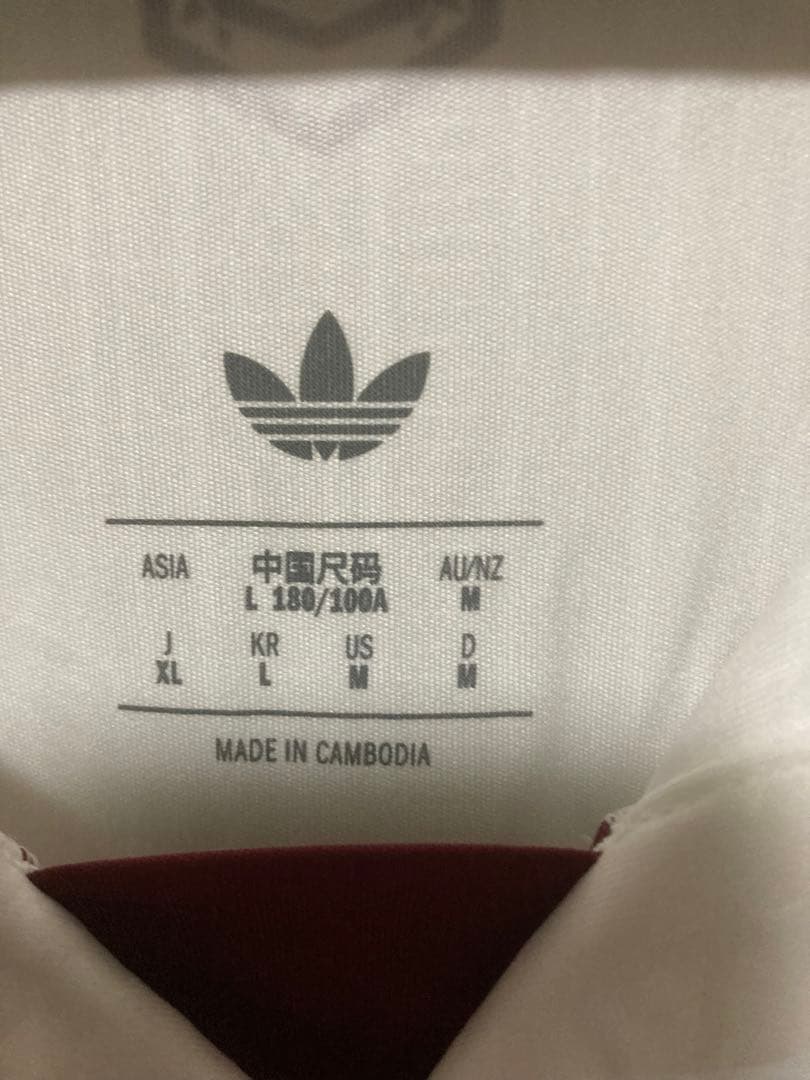 ASIA 中国尺码 AU/NZ
L 180/100A M
J KR US D
XL L M M
MADE IN CAMBODIA